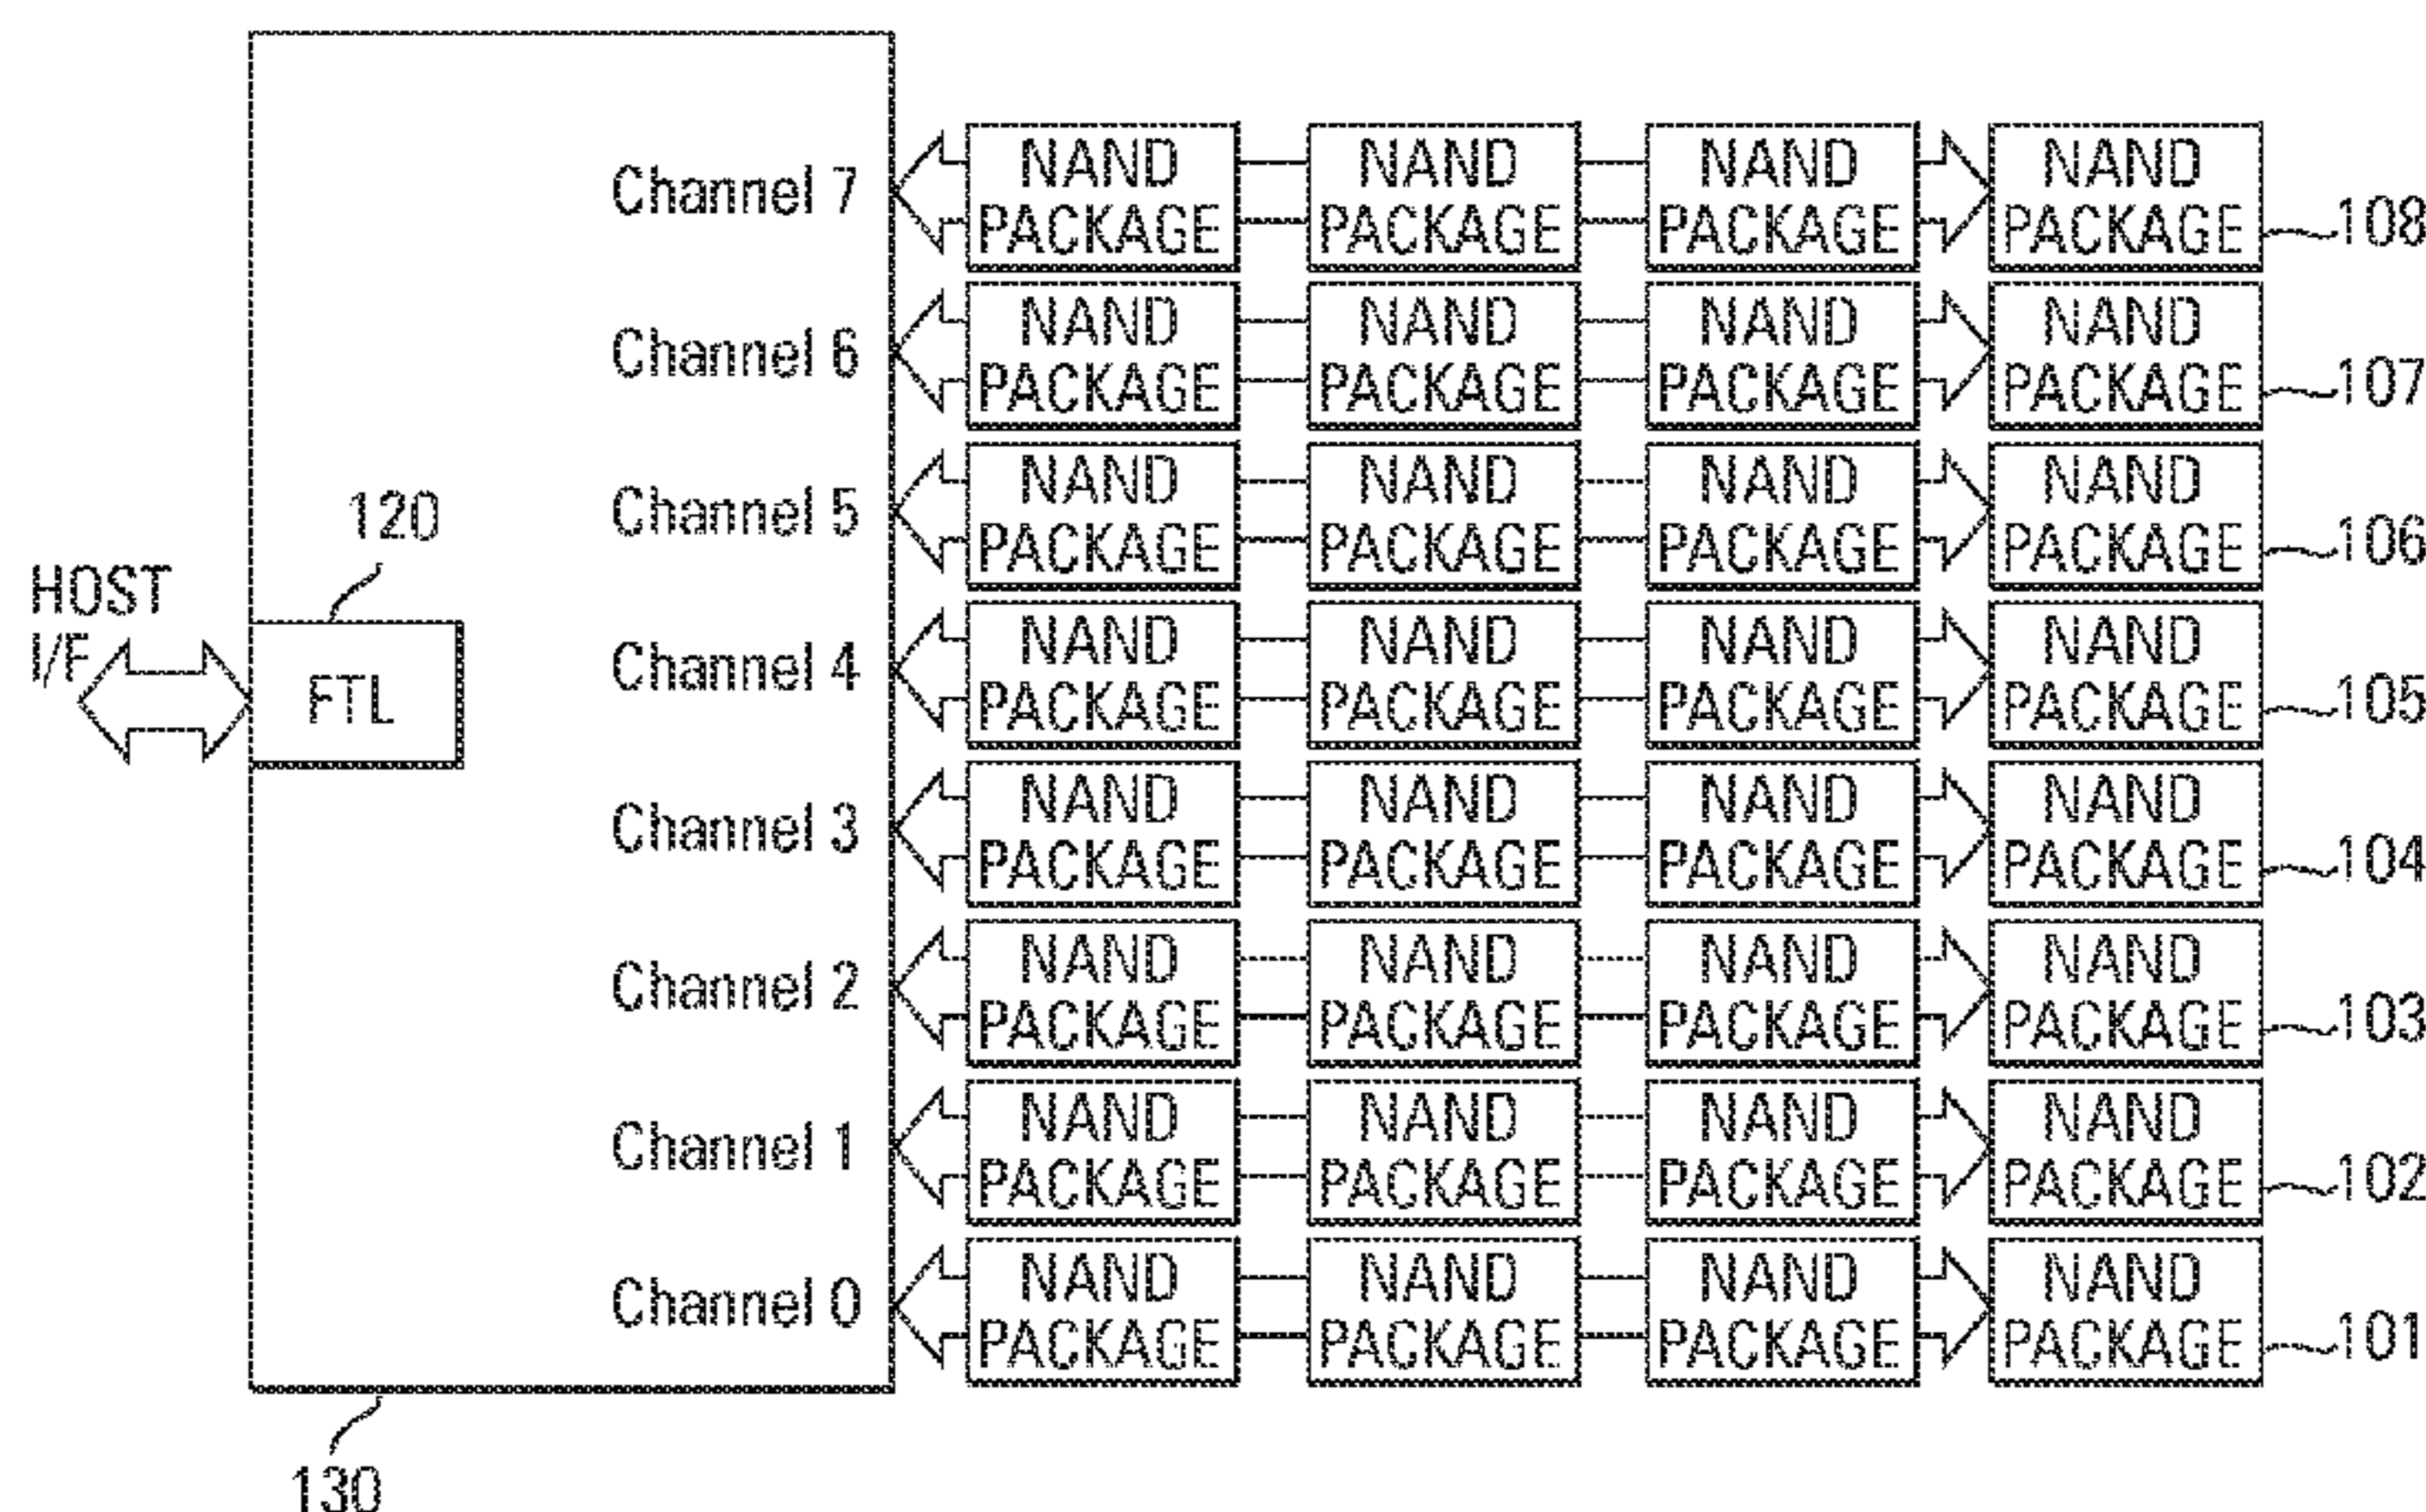 Channel 7
NAND PACKAGE NAND PACKAGE NAND PACKAGE NAND PACKAGE
108
Channel 6
NAND PACKAGE NAND PACKAGE NAND PACKAGE NAND PACKAGE
107
Channel 5
NAND PACKAGE NAND PACKAGE NAND PACKAGE NAND PACKAGE
106
120
HOST
I/F
FTL
Channel 4
NAND PACKAGE NAND PACKAGE NAND PACKAGE NAND PACKAGE
105
Channel 3
NAND PACKAGE NAND PACKAGE NAND PACKAGE NAND PACKAGE
104
Channel 2
NAND PACKAGE NAND PACKAGE NAND PACKAGE NAND PACKAGE
103
Channel 1
NAND PACKAGE NAND PACKAGE NAND PACKAGE NAND PACKAGE
102
Channel 0
NAND PACKAGE NAND PACKAGE NAND PACKAGE NAND PACKAGE
101
130